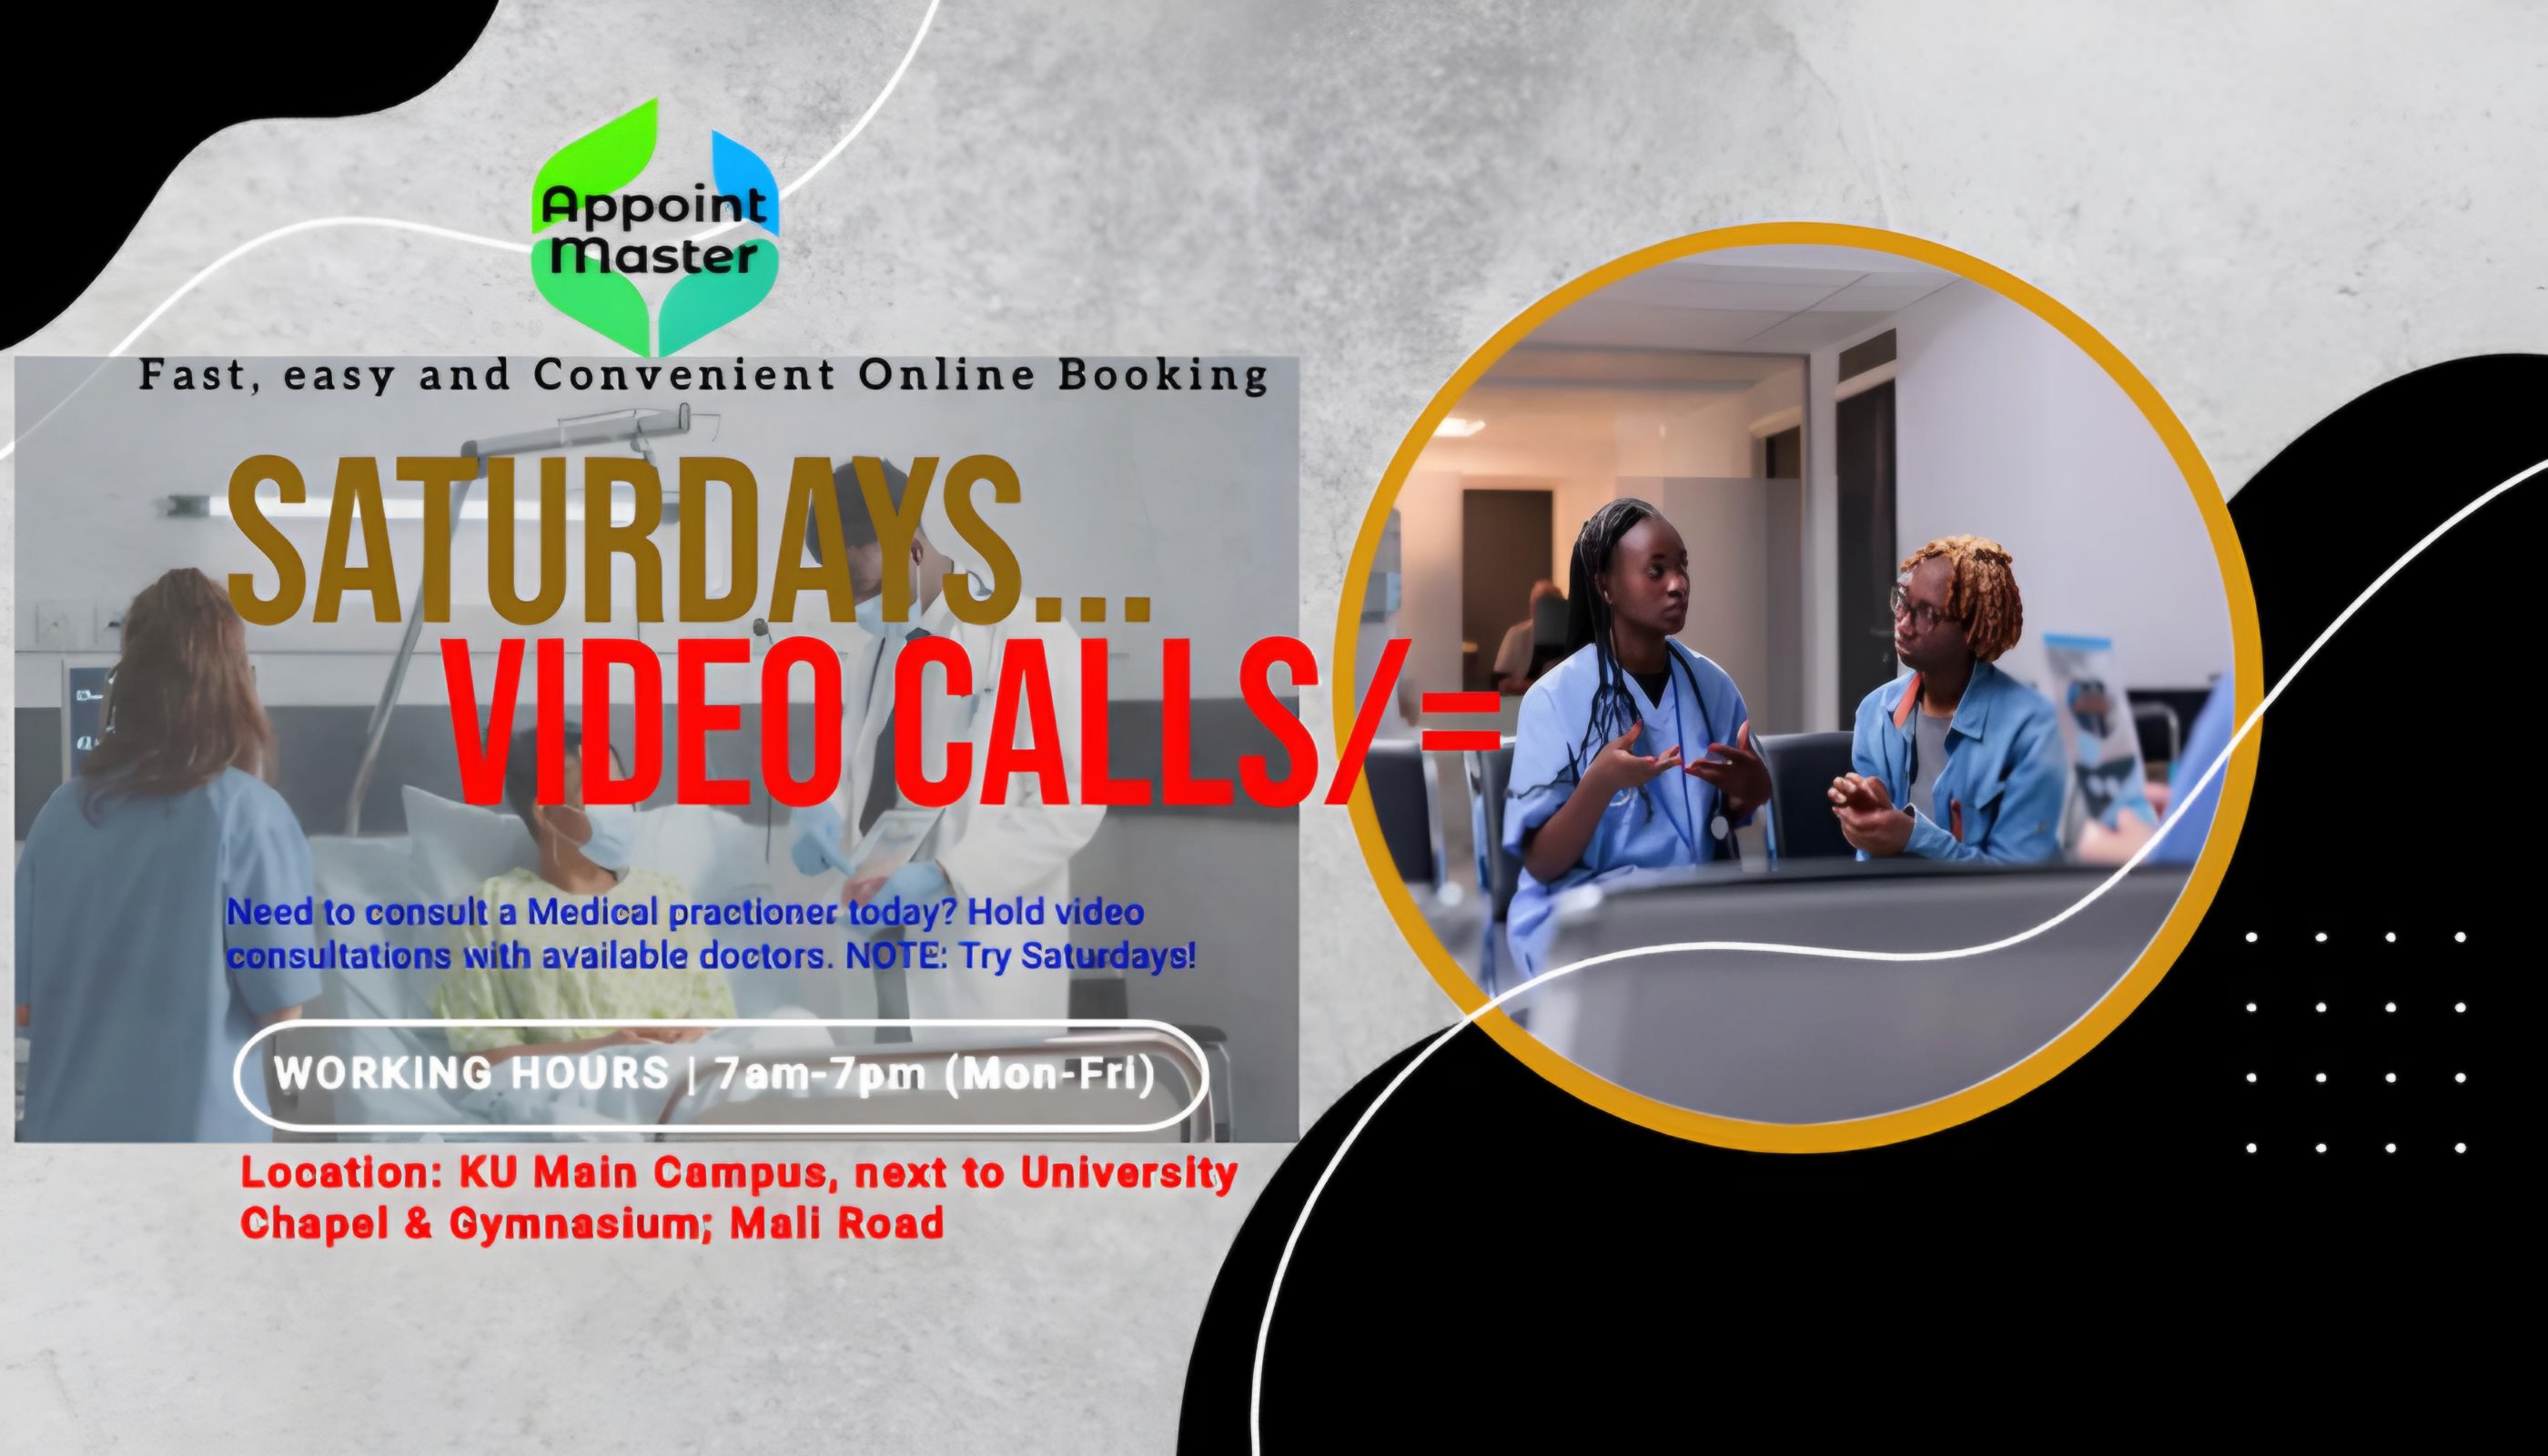 Appoint
Master
Fast, easy and Convenient Online Booking
SATURDAYS...
VIDEO CALLS/=
Need to consult a Medical practioner today? Hold video
consultations with available doctors. NOTE: Try Saturdays!
WORKING HOURS | 7am-7pm (Mon-Fri)
Location: KU Main Campus, next to University
Chapel & Gymnasium; Mali Road